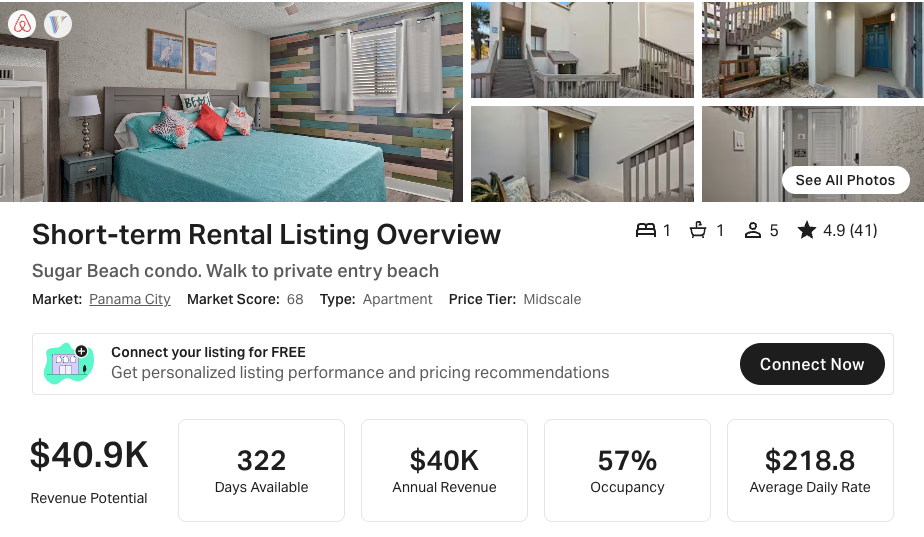 BEACH
See All Photos
Short-term Rental Listing Overview
1 1 5 4.9 (41)
Sugar Beach condo. Walk to private entry beach
Market: Panama City Market Score: 68 Type: Apartment Price Tier: Midscale
Connect your listing for FREE
Get personalized listing performance and pricing recommendations
Connect Now
$40.9K
Revenue Potential
322
Days Available
$40K
Annual Revenue
57%
Occupancy
$218.8
Average Daily Rate